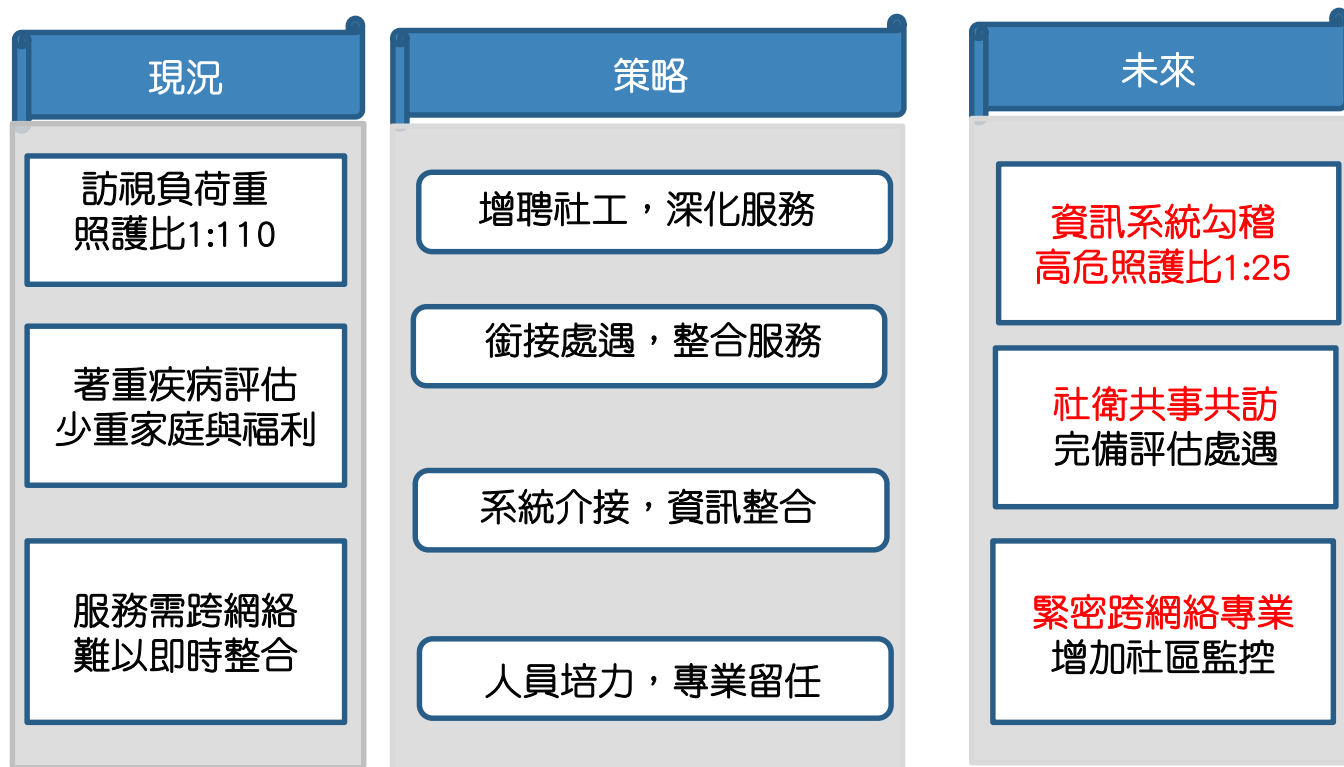 現況
訪視負荷重
照護比1:110
著重疾病評估
少重家庭與福利
服務需跨網絡
難以即時整合
策略
增聘社工，深化服務
銜接處遇，整合服務
系統介接，資訊整合
人員培力，專業留任
未來
資訊系統勾稽
高危照護比1:25
社衛共事共訪
完備評估處遇
緊密跨網絡專業
增加社區監控